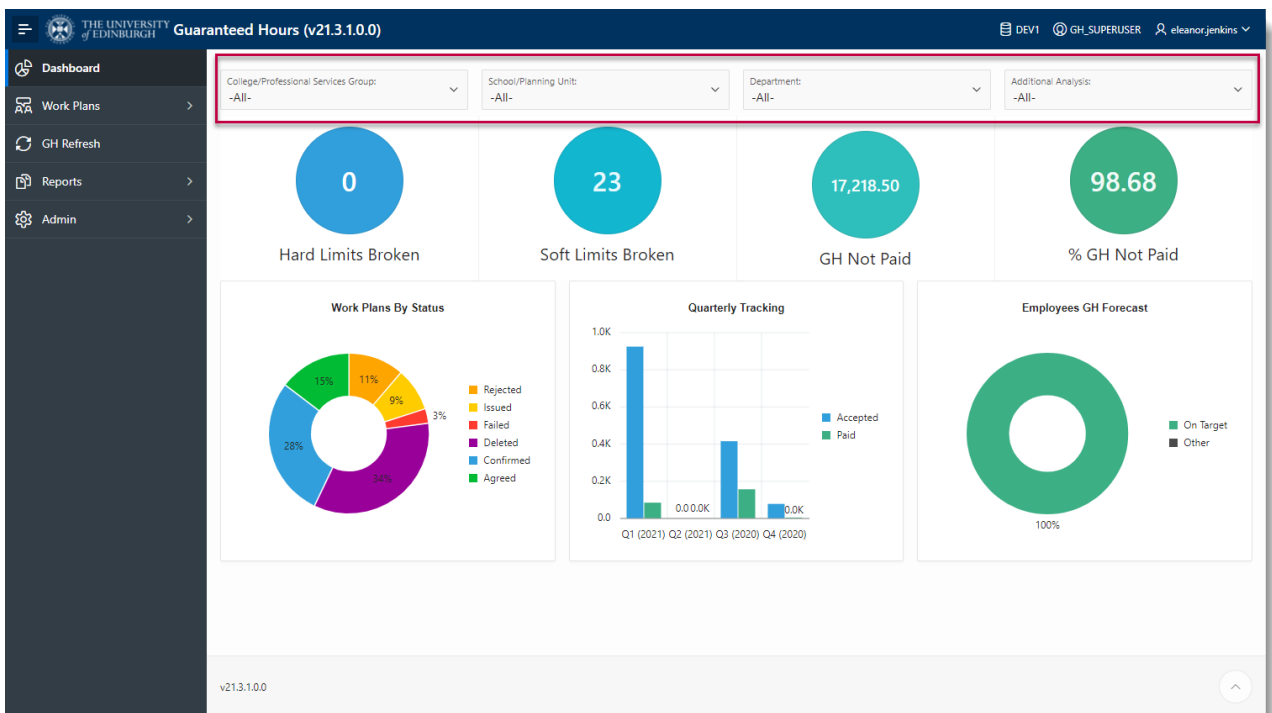 THE UNIVERSITY
of EDINBURGH
Guaranteed Hours (v21.3.1.0.0)
DEV1
GH_SUPERUSER
eleanor.jenkins
Dashboard
Work Plans
GH Refresh
Reports
Admin
College/Professional Services Group:
-All-
School/Planning Unit:
-All-
Department:
-All-
Additional Analysis:
-All-
0
Hard Limits Broken
23
Soft Limits Broken
17,218.50
GH Not Paid
98.68
% GH Not Paid
Work Plans By Status
15%
11%
9%
3%
28%
34%
Rejected
Issued
Failed
Deleted
Confirmed
Agreed
Quarterly Tracking
1.0K
0.8K
0.6K
0.4K
0.2K
0.0
0.0 0.0K
0.0K
Q1 (2021) Q2 (2021) Q3 (2020) Q4 (2020)
Accepted
Paid
Employees GH Forecast
100%
On Target
Other
v21.3.1.0.0